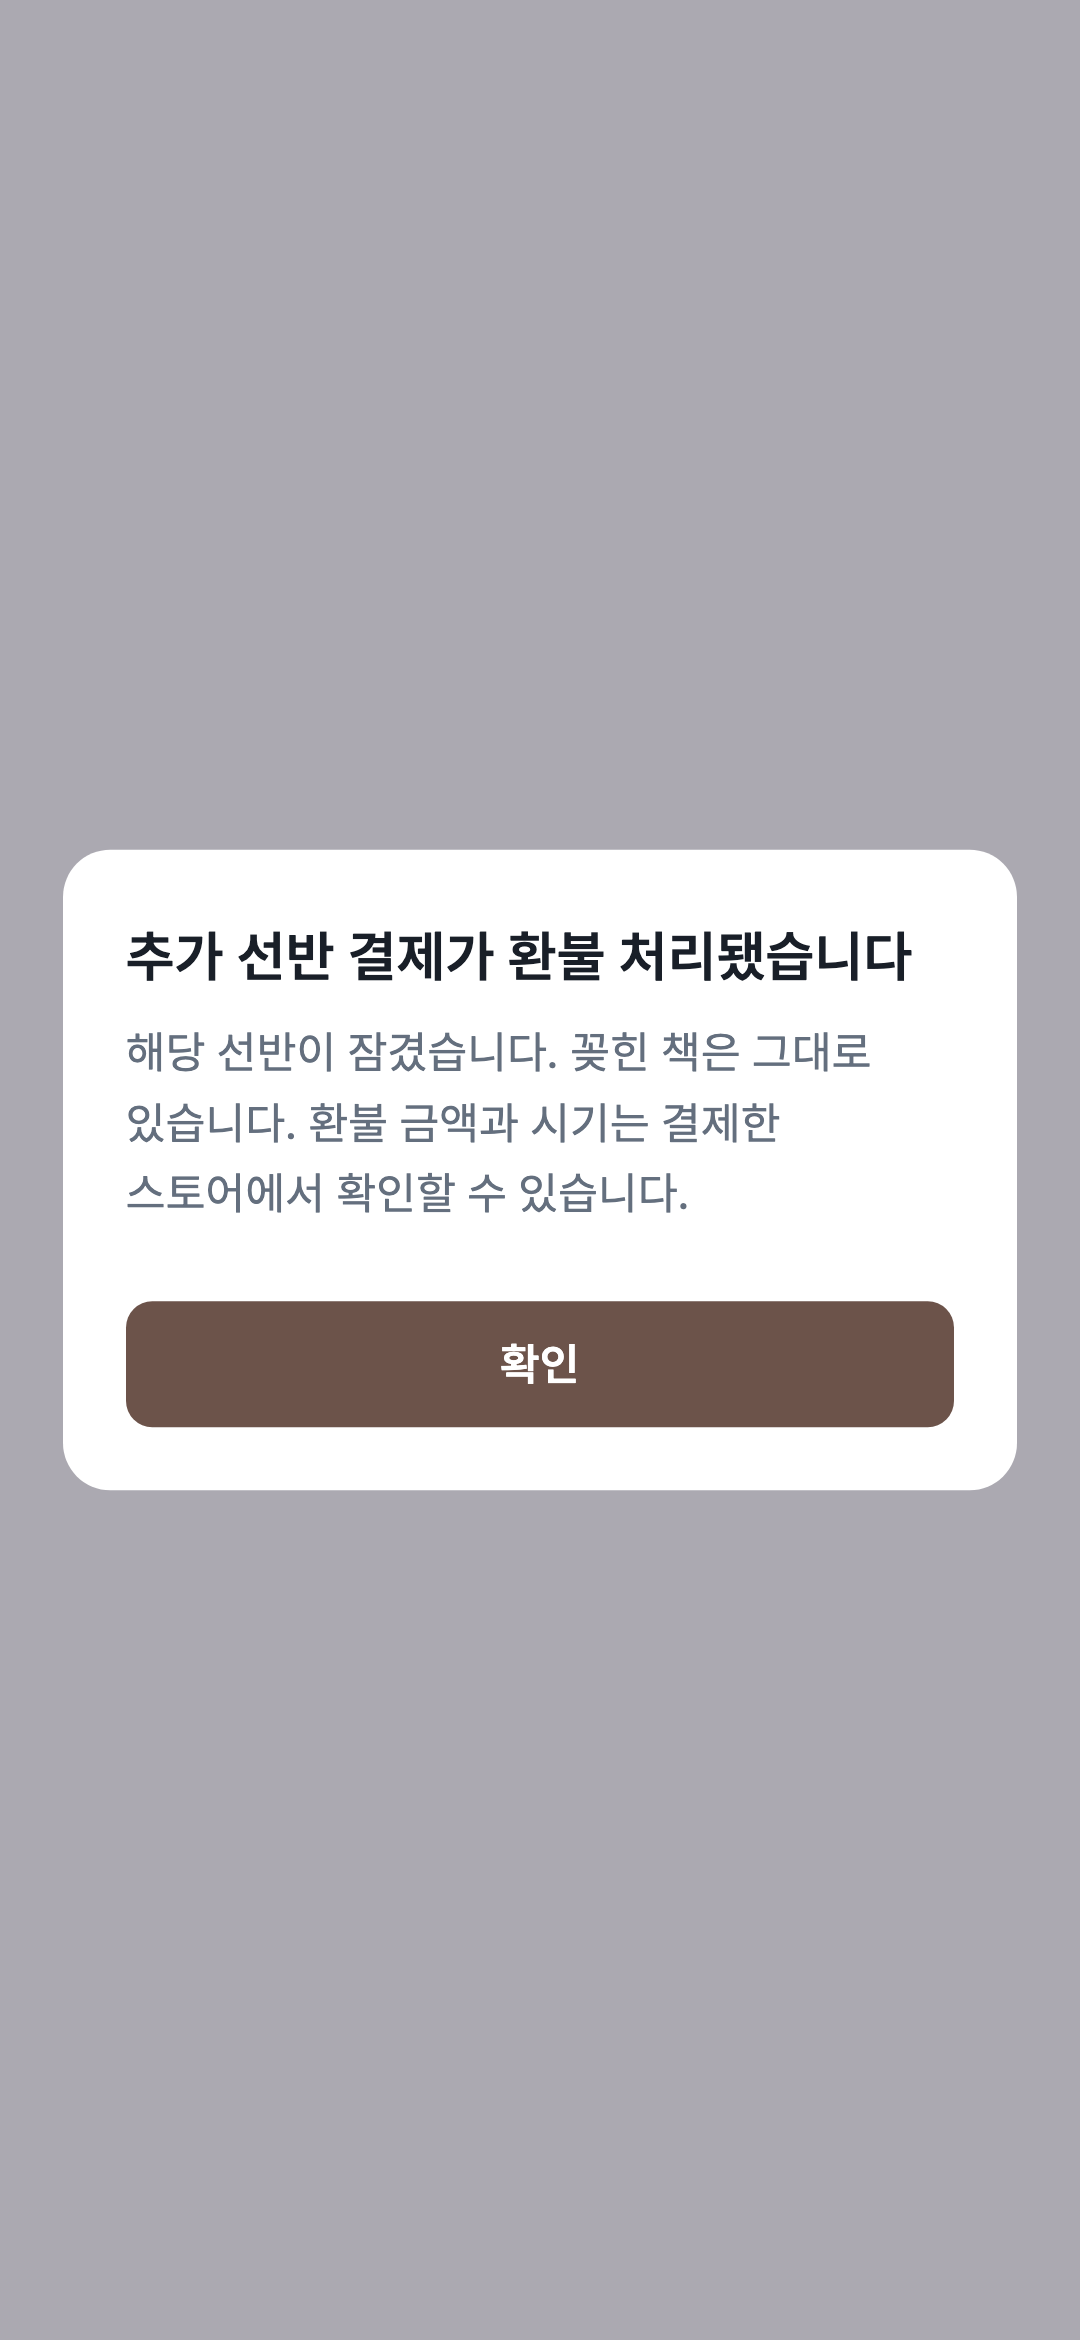 추가 선반 결제가 환불 처리됐습니다
해당 선반이 잠겼습니다. 꽂힌 책은 그대로
있습니다. 환불 금액과 시기는 결제한
스토어에서 확인할 수 있습니다.
확인